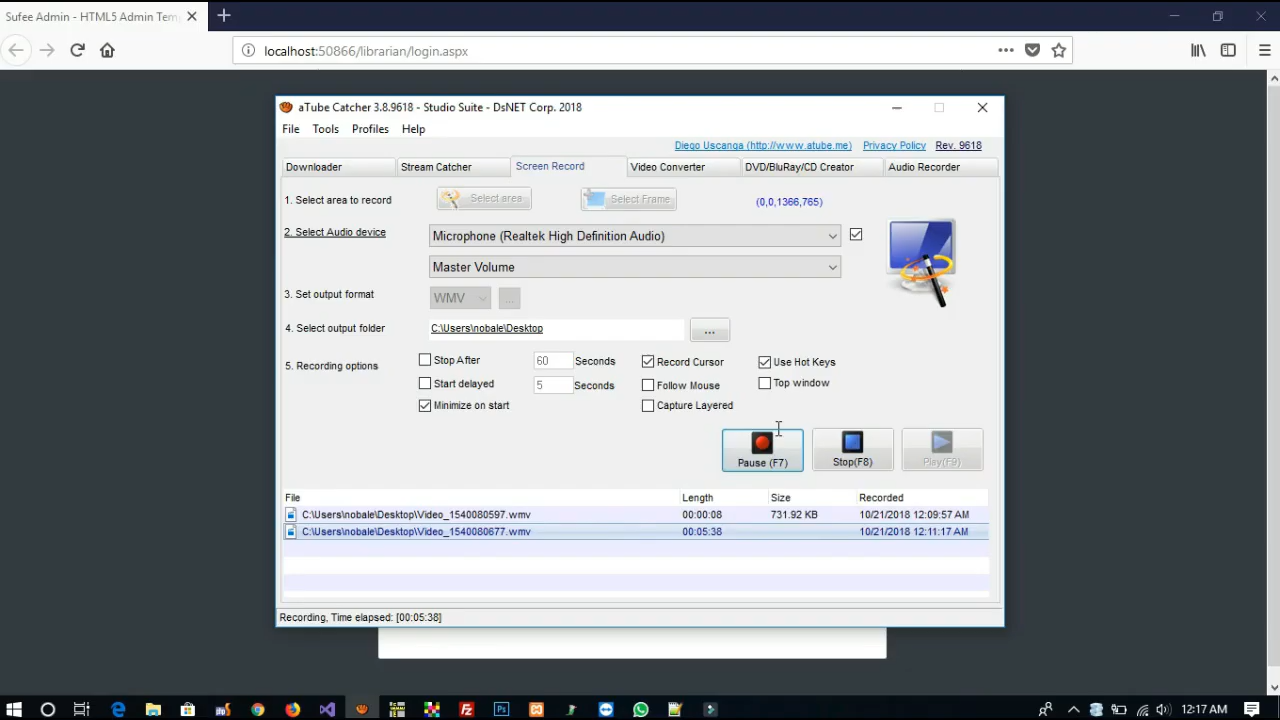 Sufee Admin - HTML5 Admin Tem
localhost:50866/librarian/login.aspx
aTube Catcher 3.8.9618 - Studio Suite - DsNET Corp. 2018
File Tools Profiles Help
Diego Uscanga (http://www.atube.me) Privacy Policy Rev. 9618
Downloader Stream Catcher Screen Record Video Converter DVD/BluRay/CD Creator Audio Recorder
1. Select area to record Select area Select Frame (0,0,1366,765)
2. Select Audio device Microphone (Realtek High Definition Audio)
Master Volume
3. Set output format WMV ...
4. Select output folder C:\Users\nobale\Desktop ...
5. Recording options Stop After 60 Seconds Record Cursor Use Hot Keys
Start delayed 5 Seconds Follow Mouse Top window
Minimize on start Capture Layered
Pause (F7) Stop(F8) Play(F9)
File Length Size Recorded
C:\Users\nobale\Desktop\Video_1540080597.wmv 00:00:08 731.92 KB 10/21/2018 12:09:57 AM
C:\Users\nobale\Desktop\Video_1540080677.wmv 00:05:38 10/21/2018 12:11:17 AM
Recording, Time elapsed: [00:05:38]
12:17 AM